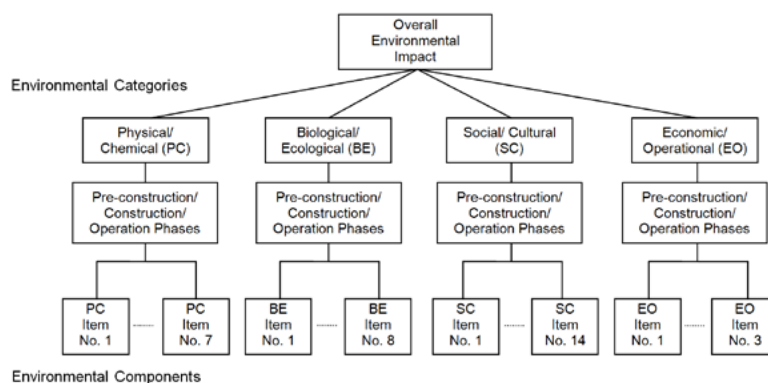 Overall
Environmental
Impact
Environmental Categories
Physical/
Chemical (PC)
Biological/
Ecological (BE)
Social/ Cultural
(SC)
Economic/
Operational (EO)
Pre-construction/
Construction/
Operation Phases
Pre-construction/
Construction/
Operation Phases
Pre-construction/
Construction/
Operation Phases
Pre-construction/
Construction/
Operation Phases
PC
Item
No. 1
PC
Item
No. 7
BE
Item
No. 1
BE
Item
No. 8
SC
Item
No. 1
SC
Item
No. 14
EO
Item
No. 1
EO
Item
No. 3
Environmental Components